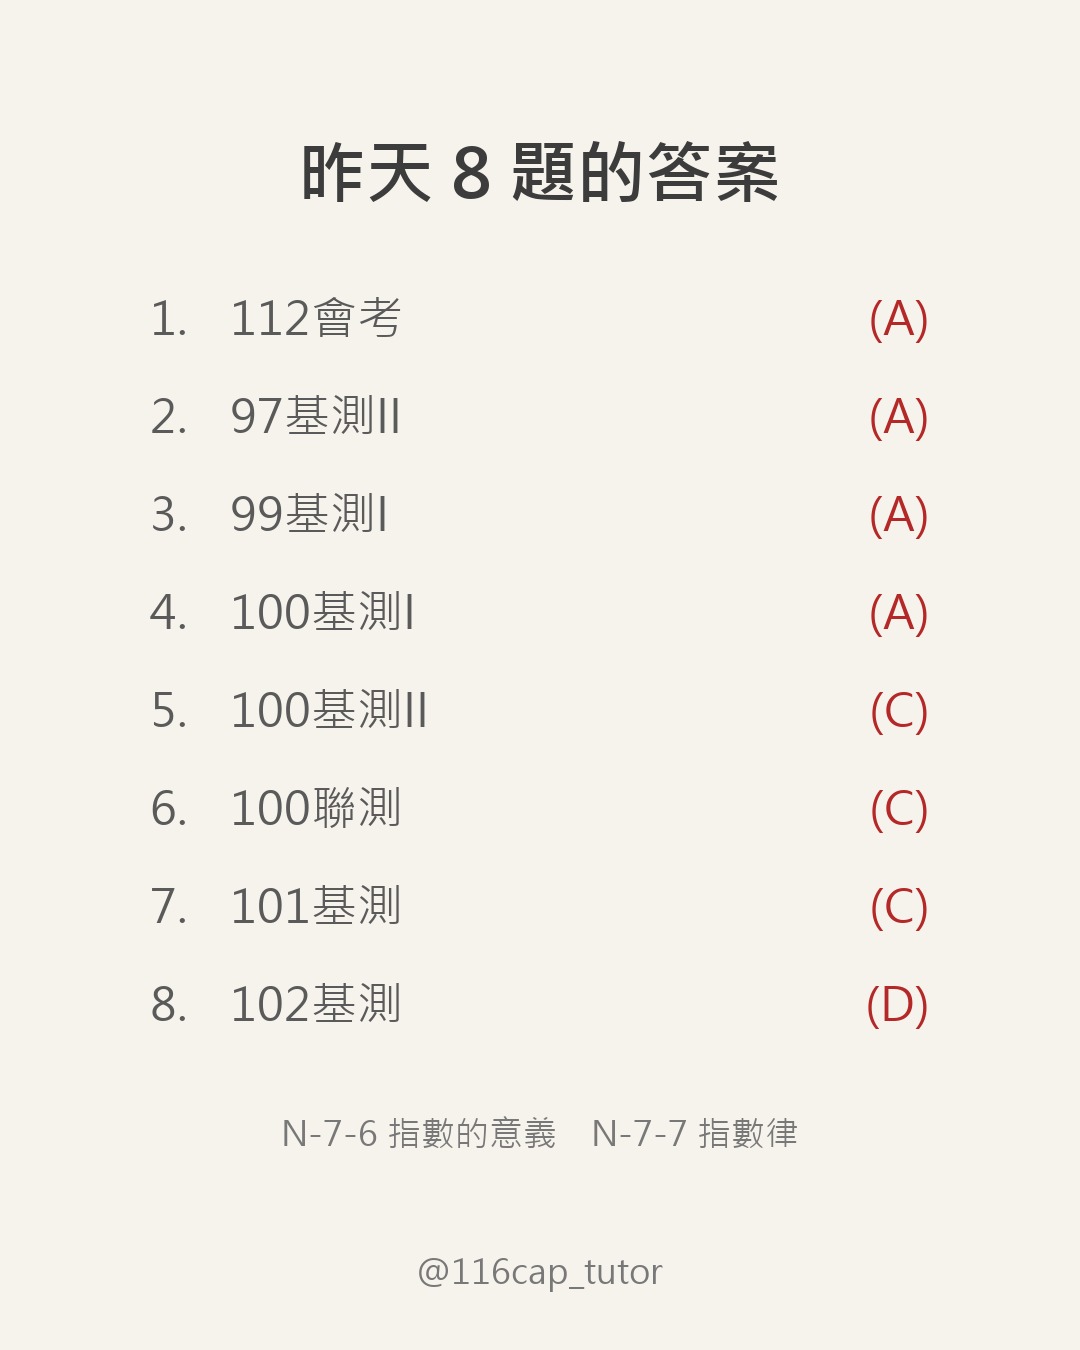 昨天 8 題的答案
1. 112會考 (A)
2. 97基測II (A)
3. 99基測I (A)
4. 100基測I (A)
5. 100基測II (C)
6. 100聯測 (C)
7. 101基測 (C)
8. 102基測 (D)
N-7-6 指數的意義 N-7-7 指數律
@116cap_tutor